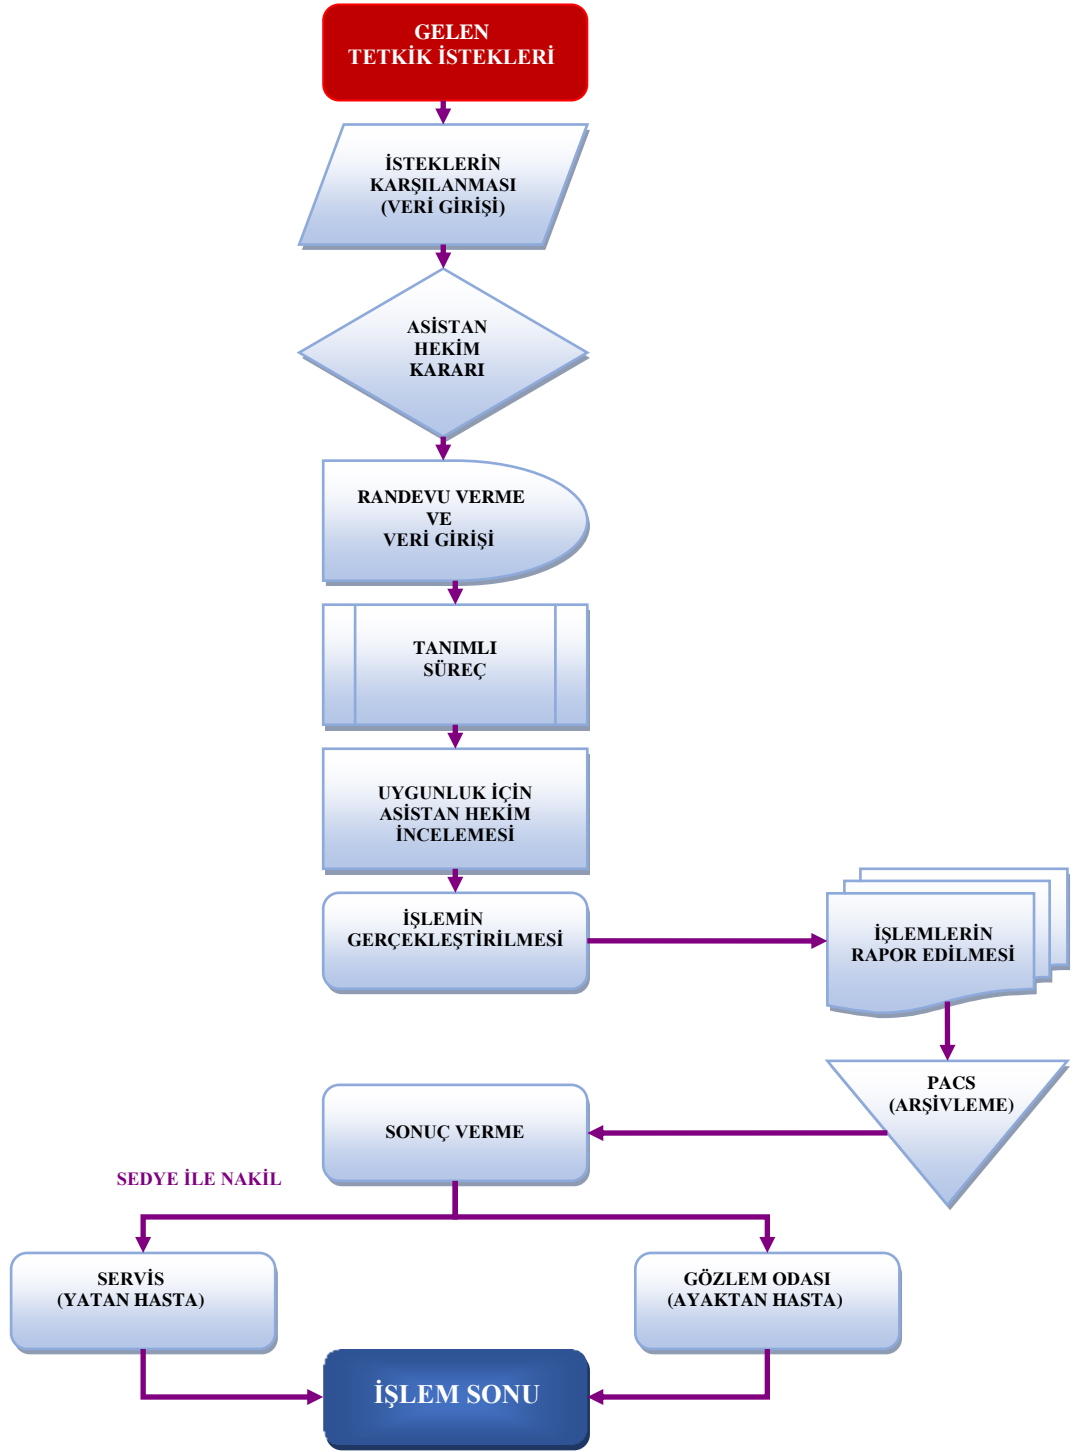 GELEN
TETKİK İSTEKLERİ
İSTEKLERİN
KARŞILANMASI
(VERİ GİRİŞİ)
ASİSTAN
HEKİM
KARARI
RANDEVU VERME
VE
VERİ GİRİŞİ
TANIMLI
SÜREÇ
UYGUNLUK İÇİN
ASİSTAN HEKİM
İNCELEMESİ
İŞLEMİN
GERÇEKLEŞTİRİLMESİ
İŞLEMLERİN
RAPOR EDİLMESİ
PACS
(ARŞİVLEME)
SONUÇ VERME
SEDYE İLE NAKİL
SERVİS
(YATAN HASTA)
GÖZLEM ODASI
(AYAKTAN HASTA)
İŞLEM SONU